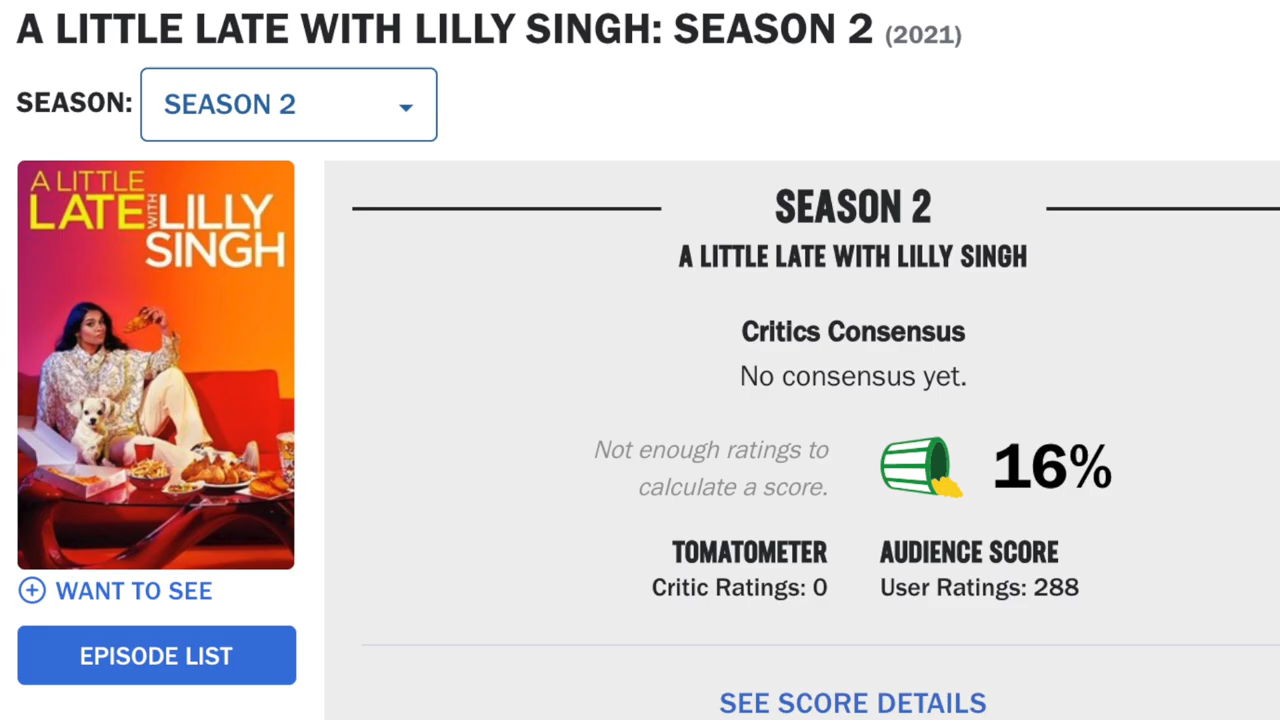 A LITTLE LATE WITH LILLY SINGH: SEASON 2 (2021)
SEASON: SEASON 2
A LITTLE
LATE WITH LILLY
SINGH
WANT TO SEE
EPISODE LIST
SEASON 2
A LITTLE LATE WITH LILLY SINGH
Critics Consensus
No consensus yet.
Not enough ratings to
calculate a score.
16%
TOMATOMETER
Critic Ratings: 0
AUDIENCE SCORE
User Ratings: 288
SEE SCORE DETAILS